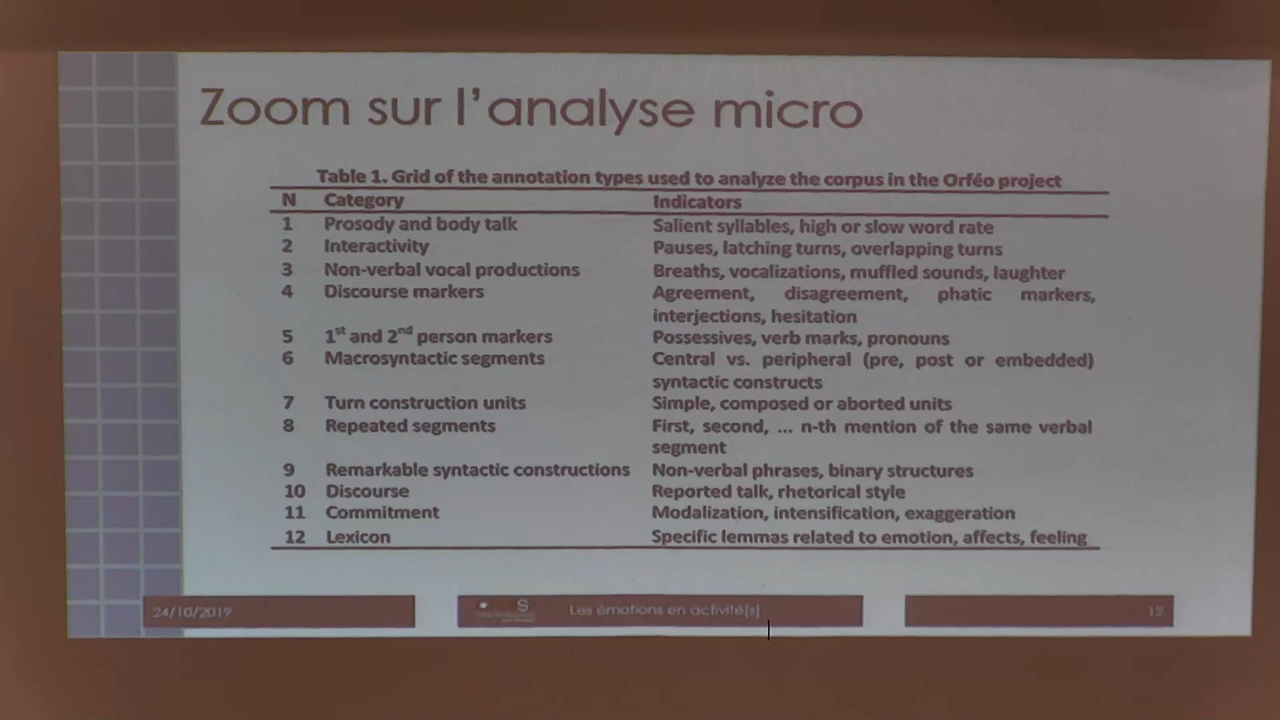 Zoom sur l'analyse micro
Table 1. Grid of the annotation types used to analyze the corpus in the Orféo project
N Category Indicators
1 Prosody and body talk Salient syllables, high or slow word rate
2 Interactivity Pauses, latching turns, overlapping turns
3 Non-verbal vocal productions Breaths, vocalizations, muffled sounds, laughter
4 Discourse markers Agreement, disagreement, phatic markers,
interjections, hesitation
5 1st and 2nd person markers Possessives, verb marks, pronouns
6 Macrosyntactic segments Central vs. peripheral (pre, post or embedded)
syntactic constructs
7 Turn construction units Simple, composed or aborted units
8 Repeated segments First, second, ... n-th mention of the same verbal
segment
9 Remarkable syntactic constructions Non-verbal phrases, binary structures
10 Discourse Reported talk, rhetorical style
11 Commitment Modalization, intensification, exaggeration
12 Lexicon Specific lemmas related to emotion, affects, feeling
24/10/2019 S Les émotions en activité(s) 12